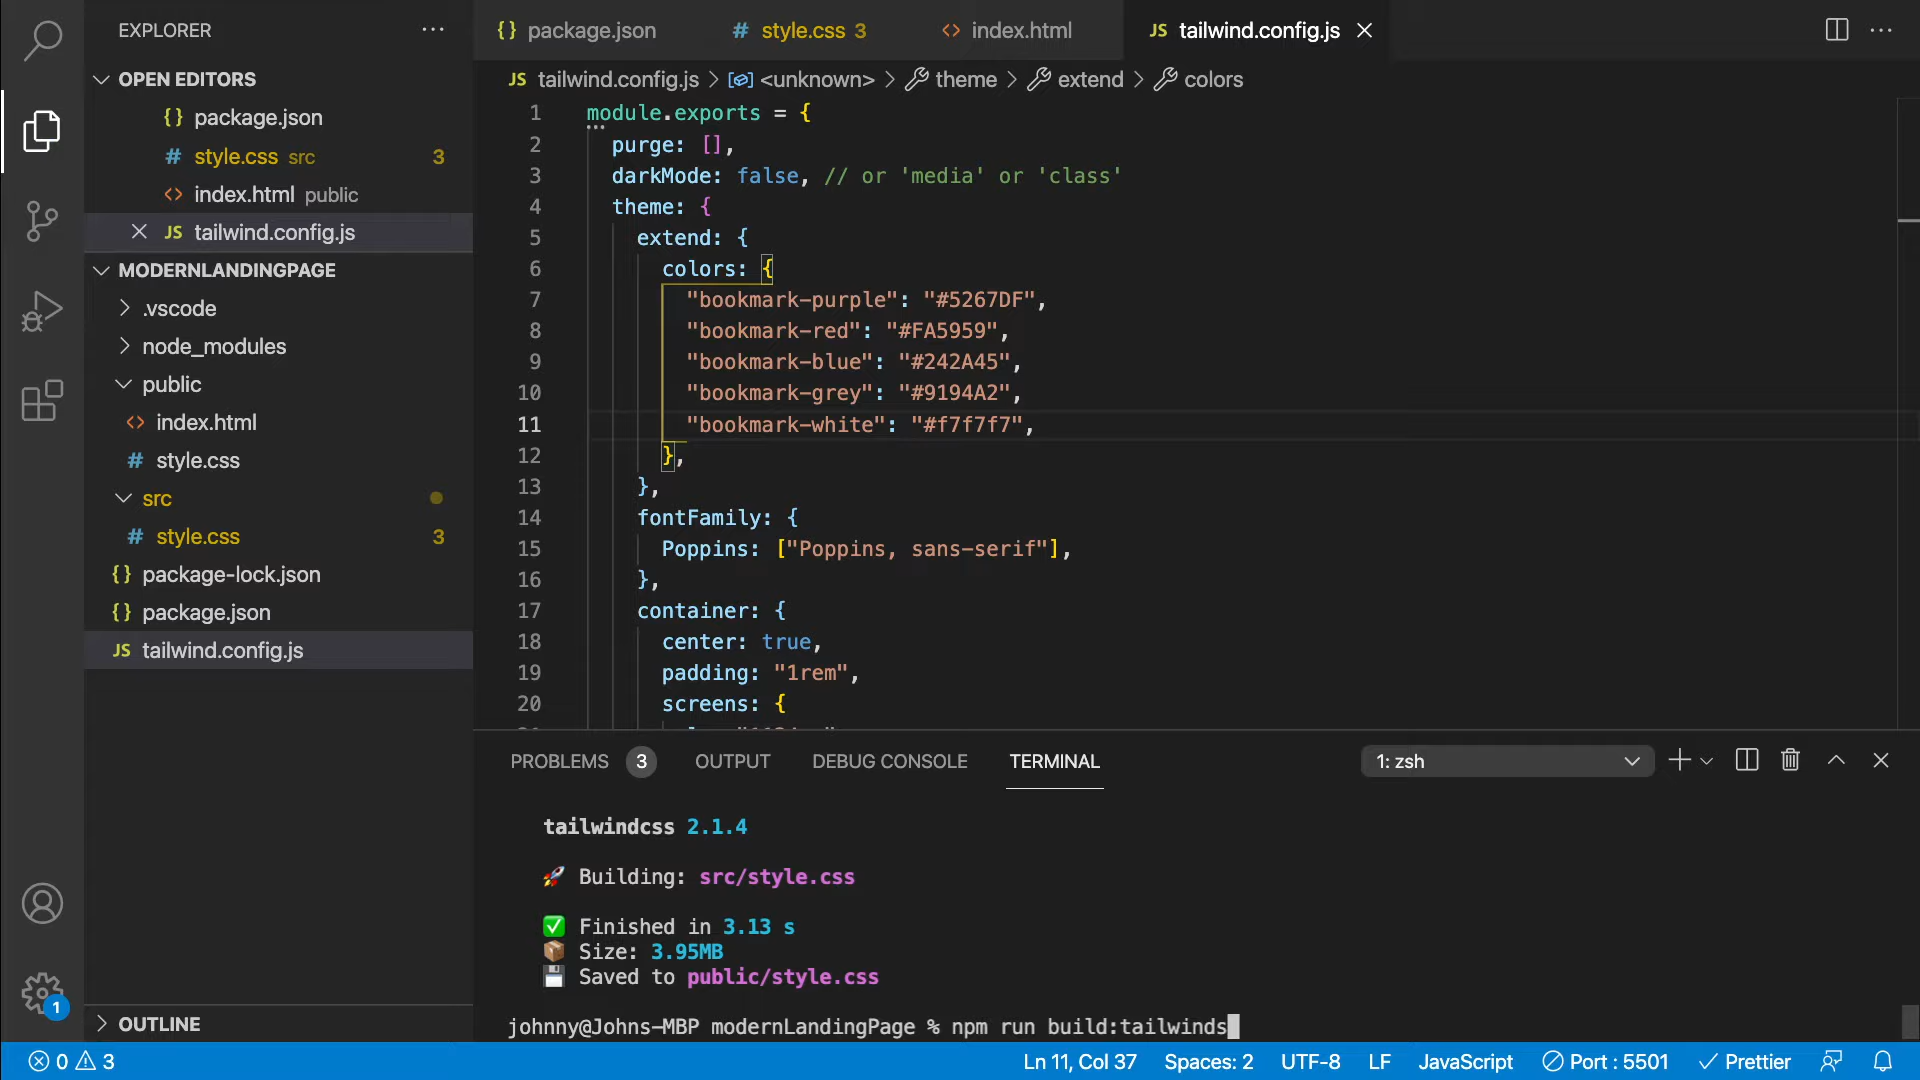 EXPLORER
OPEN EDITORS
{} package.json
# style.css src 3
<> index.html public
JS tailwind.config.js
MODERNLANDINGPAGE
.vscode
node_modules
public
<> index.html
# style.css
src
# style.css 3
{} package-lock.json
{} package.json
JS tailwind.config.js
OUTLINE
1
{} package.json
# style.css 3
<> index.html
JS tailwind.config.js
JS tailwind.config.js > <unknown> > theme > extend > colors
1 module.exports = {
2 purge: [],
3 darkMode: false, // or 'media' or 'class'
4 theme: {
5 extend: {
6 colors: {
7 "bookmark-purple": "#5267DF",
8 "bookmark-red": "#FA5959",
9 "bookmark-blue": "#242A45",
10 "bookmark-grey": "#9194A2",
11 "bookmark-white": "#f7f7f7",
12 },
13 },
14 fontFamily: {
15 Poppins: ["Poppins, sans-serif"],
16 },
17 container: {
18 center: true,
19 padding: "1rem",
20 screens: {
PROBLEMS 3 OUTPUT DEBUG CONSOLE TERMINAL 1: zsh
tailwindcss 2.1.4
🚀 Building: src/style.css
✅ Finished in 3.13 s
📦 Size: 3.95MB
💾 Saved to public/style.css
johnny@Johns-MBP modernLandingPage % npm run build:tailwinds
0 3 Ln 11, Col 37 Spaces: 2 UTF-8 LF JavaScript Port : 5501 Prettier